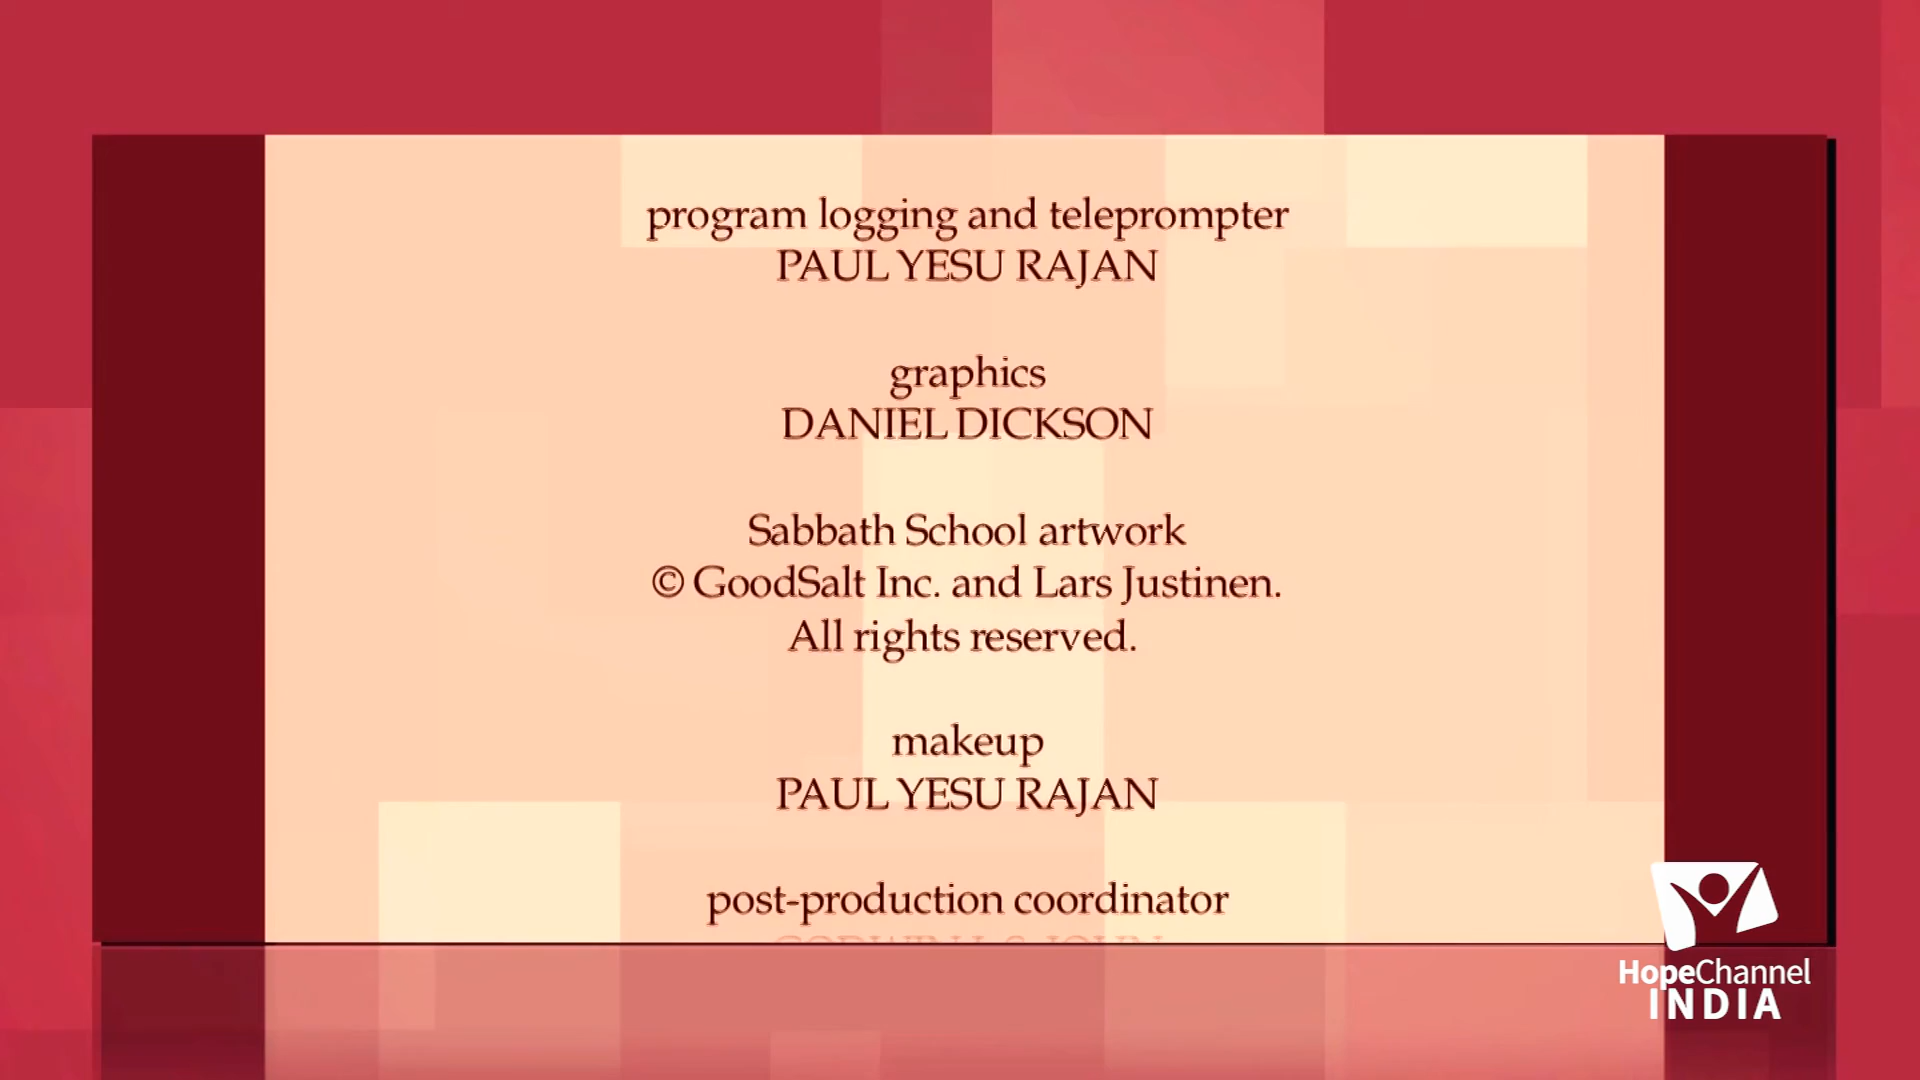 program logging and teleprompter
PAUL YESU RAJAN
graphics
DANIEL DICKSON
Sabbath School artwork
© GoodSalt Inc. and Lars Justinen.
All rights reserved.
makeup
PAUL YESU RAJAN
post-production coordinator
HopeChannel
INDIA